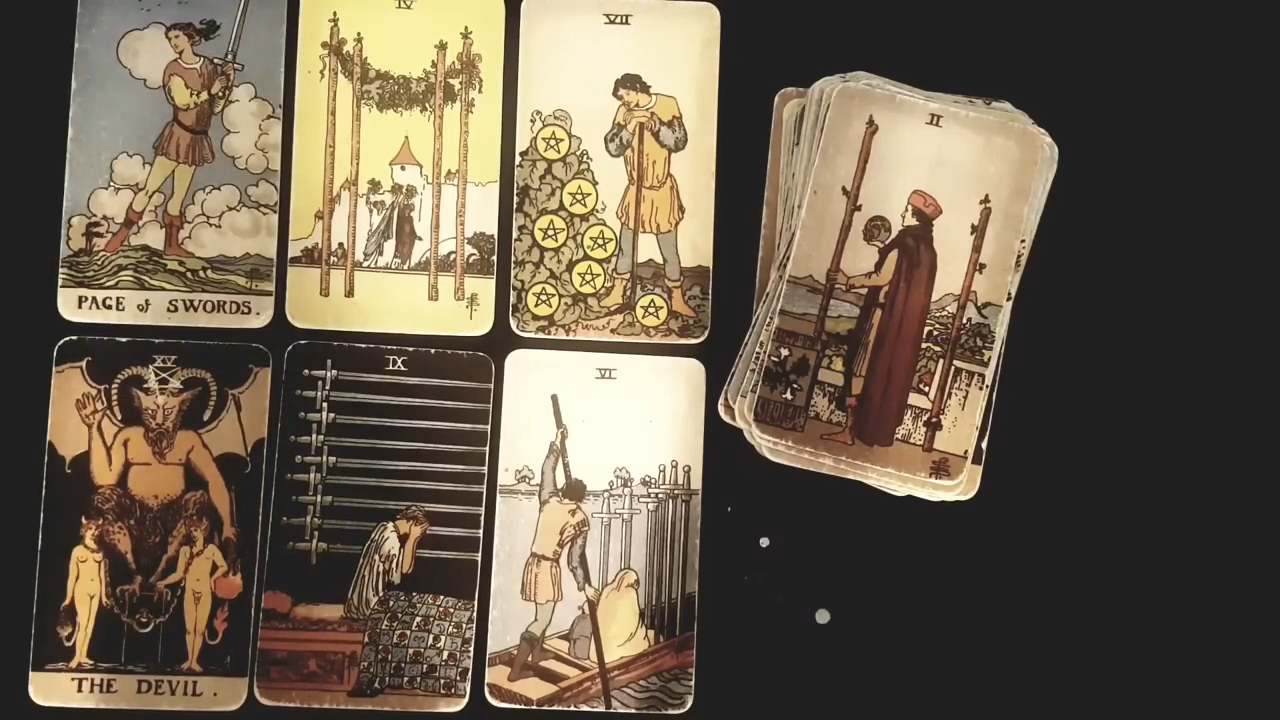 IV
VII
PAGE of SWORDS.
II
XV
IX
VI
THE DEVIL.